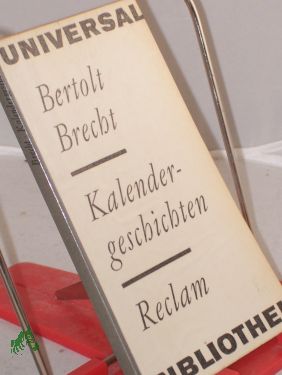 UNIVERSAL
Bertolt
Brecht
Kalender-
geschichten
Reclam
BIBLIOTHEK